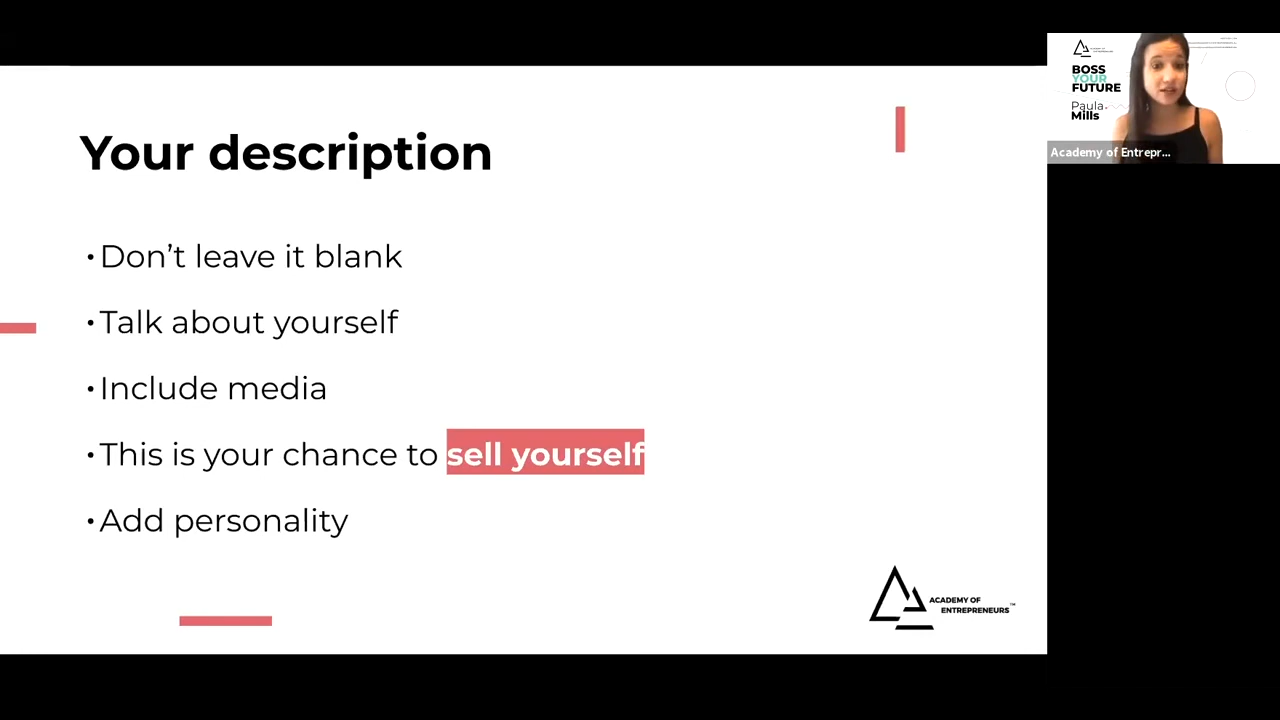 Your description
•Don’t leave it blank
•Talk about yourself
•Include media
•This is your chance to sell yourself
•Add personality
ACADEMY OF
ENTREPRENEURS™
BOSS
YOUR
FUTURE
Paula
Mills
Academy of Entrepr...